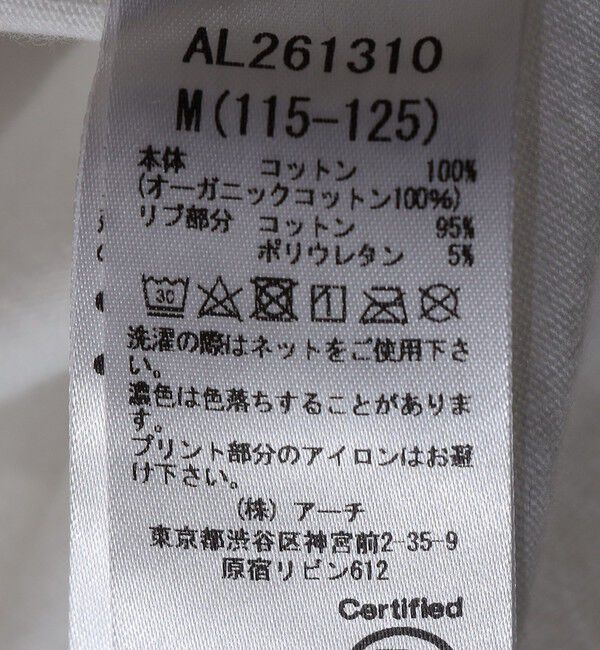 AL261310
M(115-125)
本体 コットン 100%
(オーガニックコットン100%)
リブ部分 コットン 95%
ポリウレタン 5%
30
洗濯の際はネットをご使用下さ
い。
濃色は色落ちすることがありま
す。
プリント部分のアイロンはお避
け下さい。
(株) アーチ
東京都渋谷区神宮前2-35-9
原宿リビン612
Certified